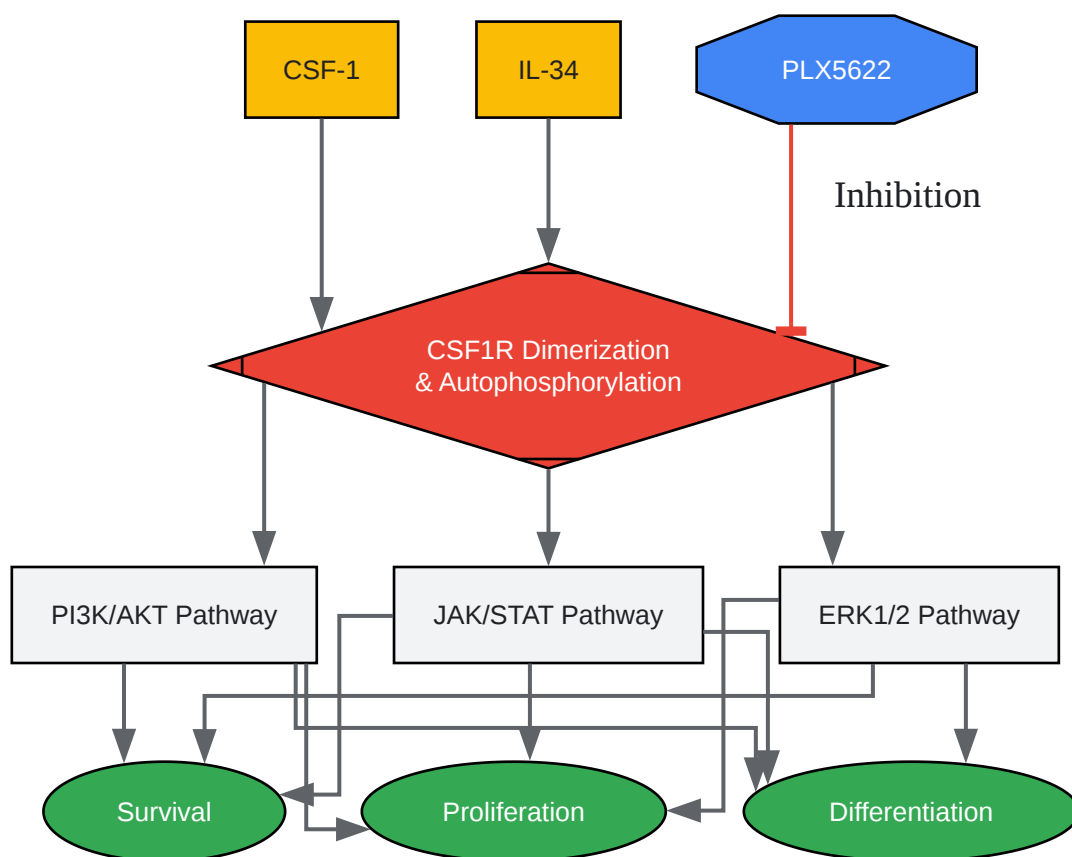 CSF-1
IL-34
PLX5622
Inhibition
CSF1R Dimerization
& Autophosphorylation
PI3K/AKT Pathway
JAK/STAT Pathway
ERK1/2 Pathway
Survival
Proliferation
Differentiation